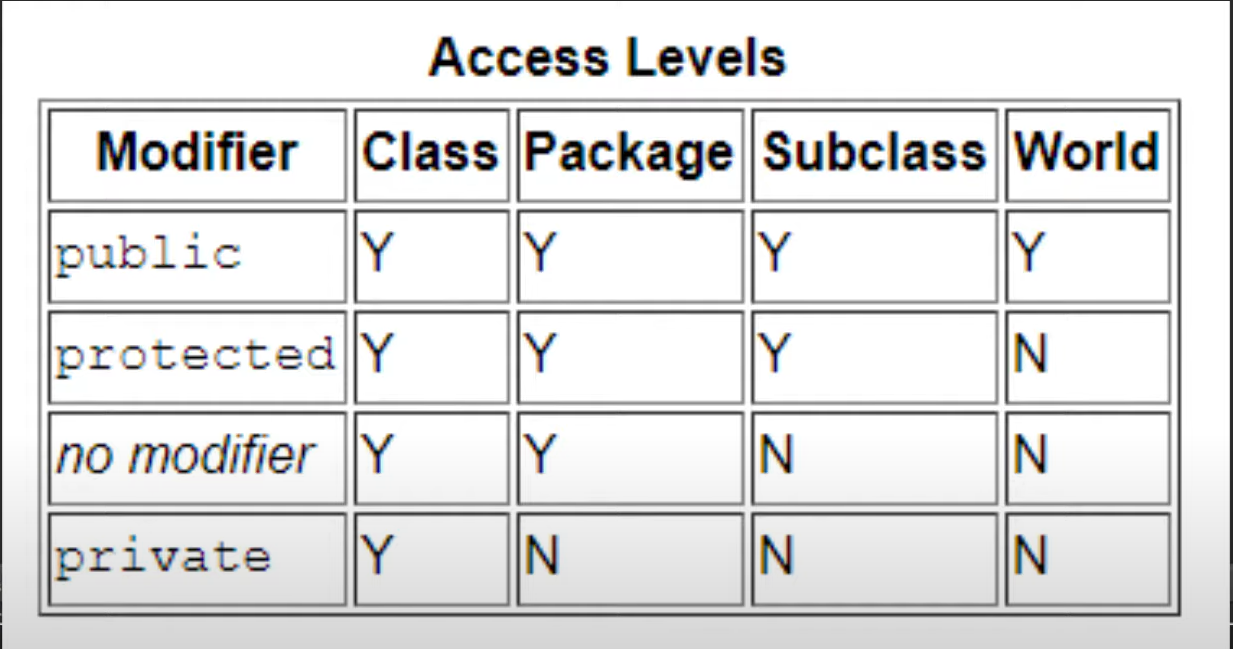 Access Levels
Modifier Class Package Subclass World
public Y Y Y Y
protected Y Y Y N
no modifier Y Y N N
private Y N N N